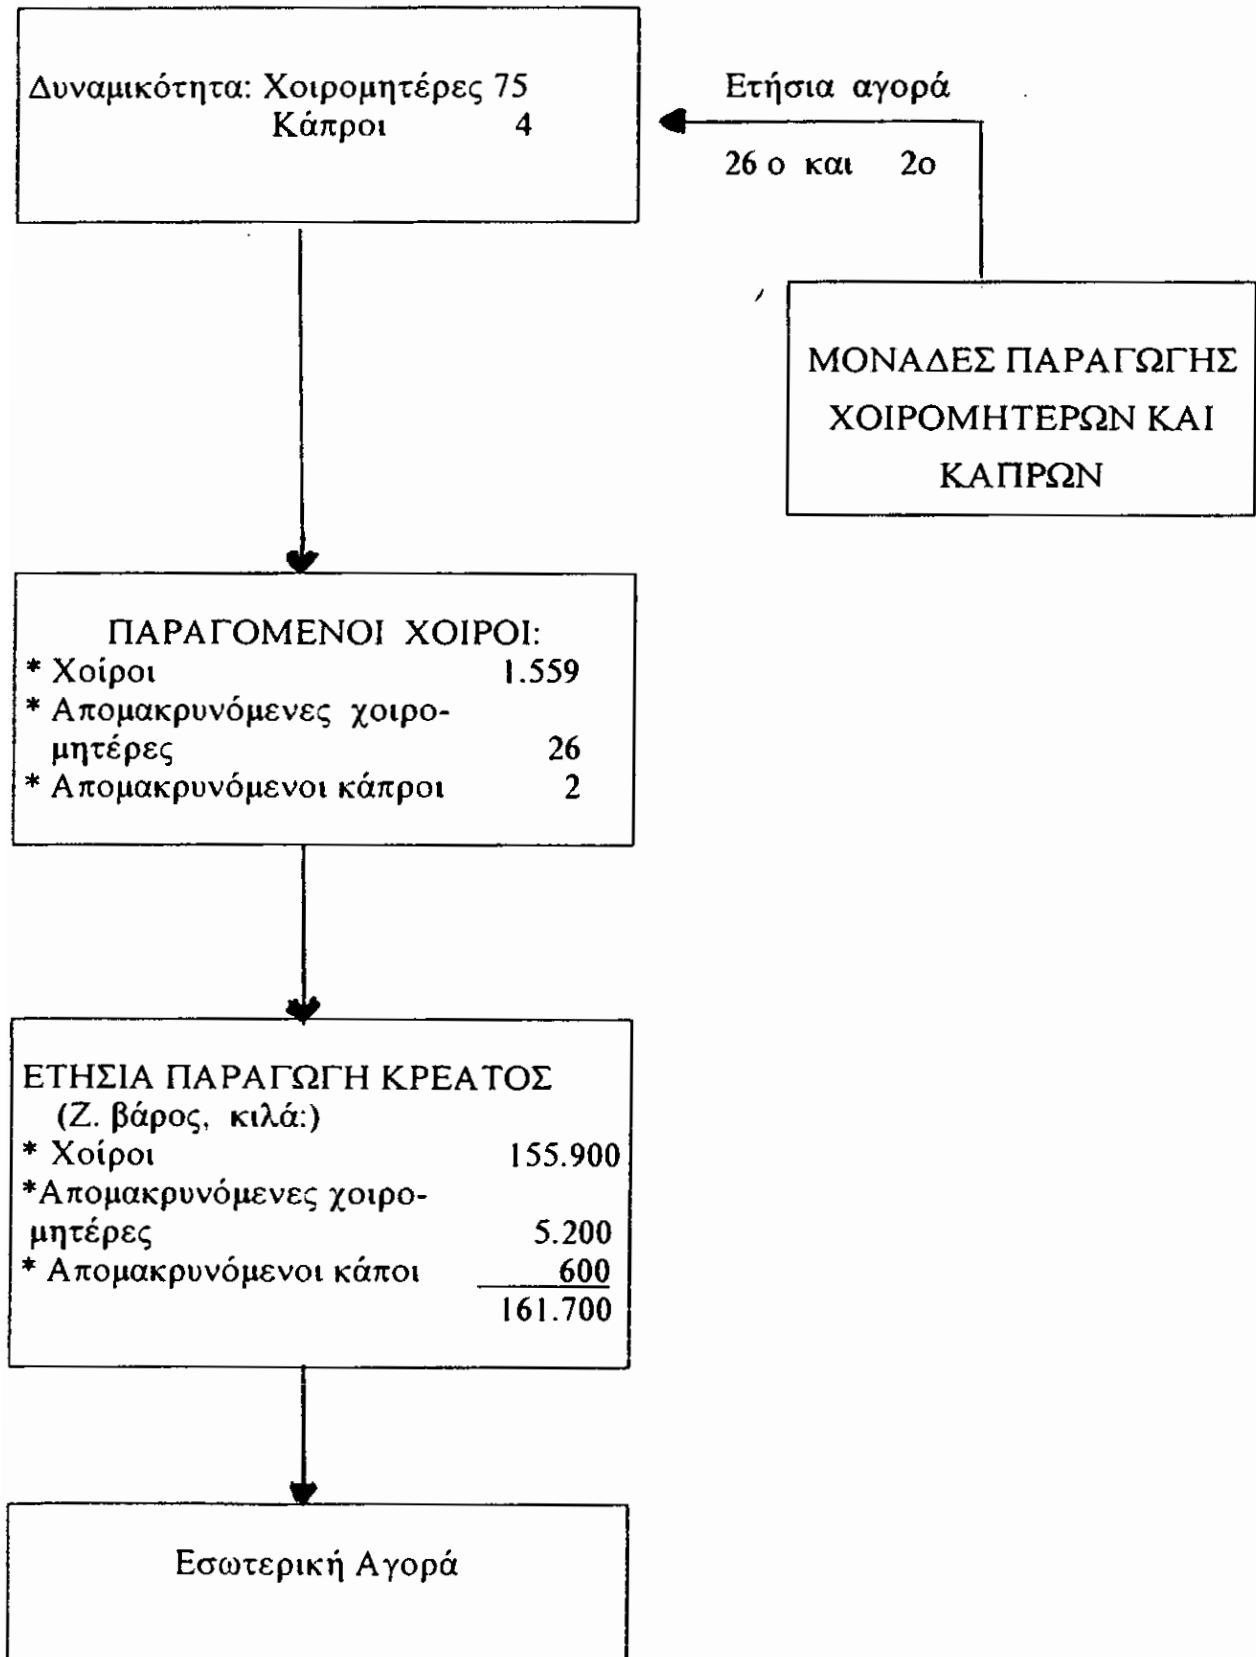 Δυναμικότητα: Χοιρομητέρες 75
Κάπροι 4
Ετήσια αγορά
26 ο και 2ο
ΜΟΝΑΔΕΣ ΠΑΡΑΓΩΓΗΣ
ΧΟΙΡΟΜΗΤΕΡΩΝ ΚΑΙ
ΚΑΠΡΩΝ
ΠΑΡΑΓΟΜΕΝΟΙ ΧΟΙΡΟΙ:
* Χοίροι 1.559
* Απομακρυνόμενες χοιρο-
μητέρες 26
* Απομακρυνόμενοι κάπροι 2
ΕΤΗΣΙΑ ΠΑΡΑΓΩΓΗ ΚΡΕΑΤΟΣ
(Ζ. βάρος, κιλά:)
* Χοίροι 155.900
*Απομακρυνόμενες χοιρο-
μητέρες 5.200
* Απομακρυνόμενοι κάποι 600
161.700
Εσωτερική Αγορά